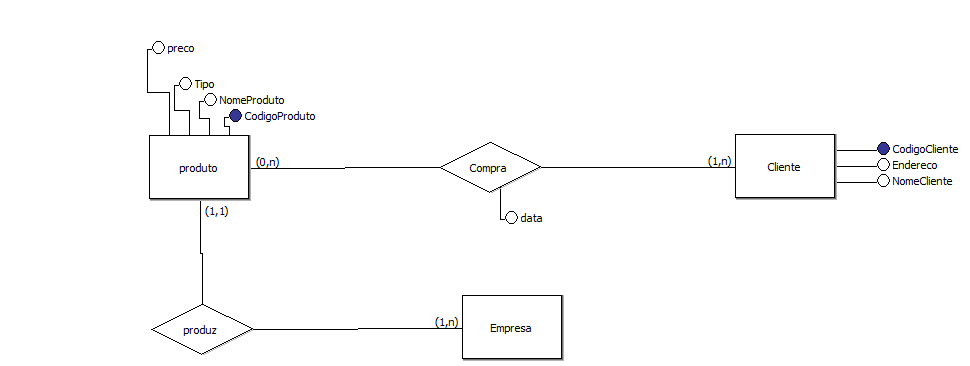 preco
Tipo
NomeProduto
CodigoProduto
produto
(0,n)
Compra
(1,n)
Cliente
CodigoCliente
Endereco
NomeCliente
(1,1)
data
produz
(1,n)
Empresa